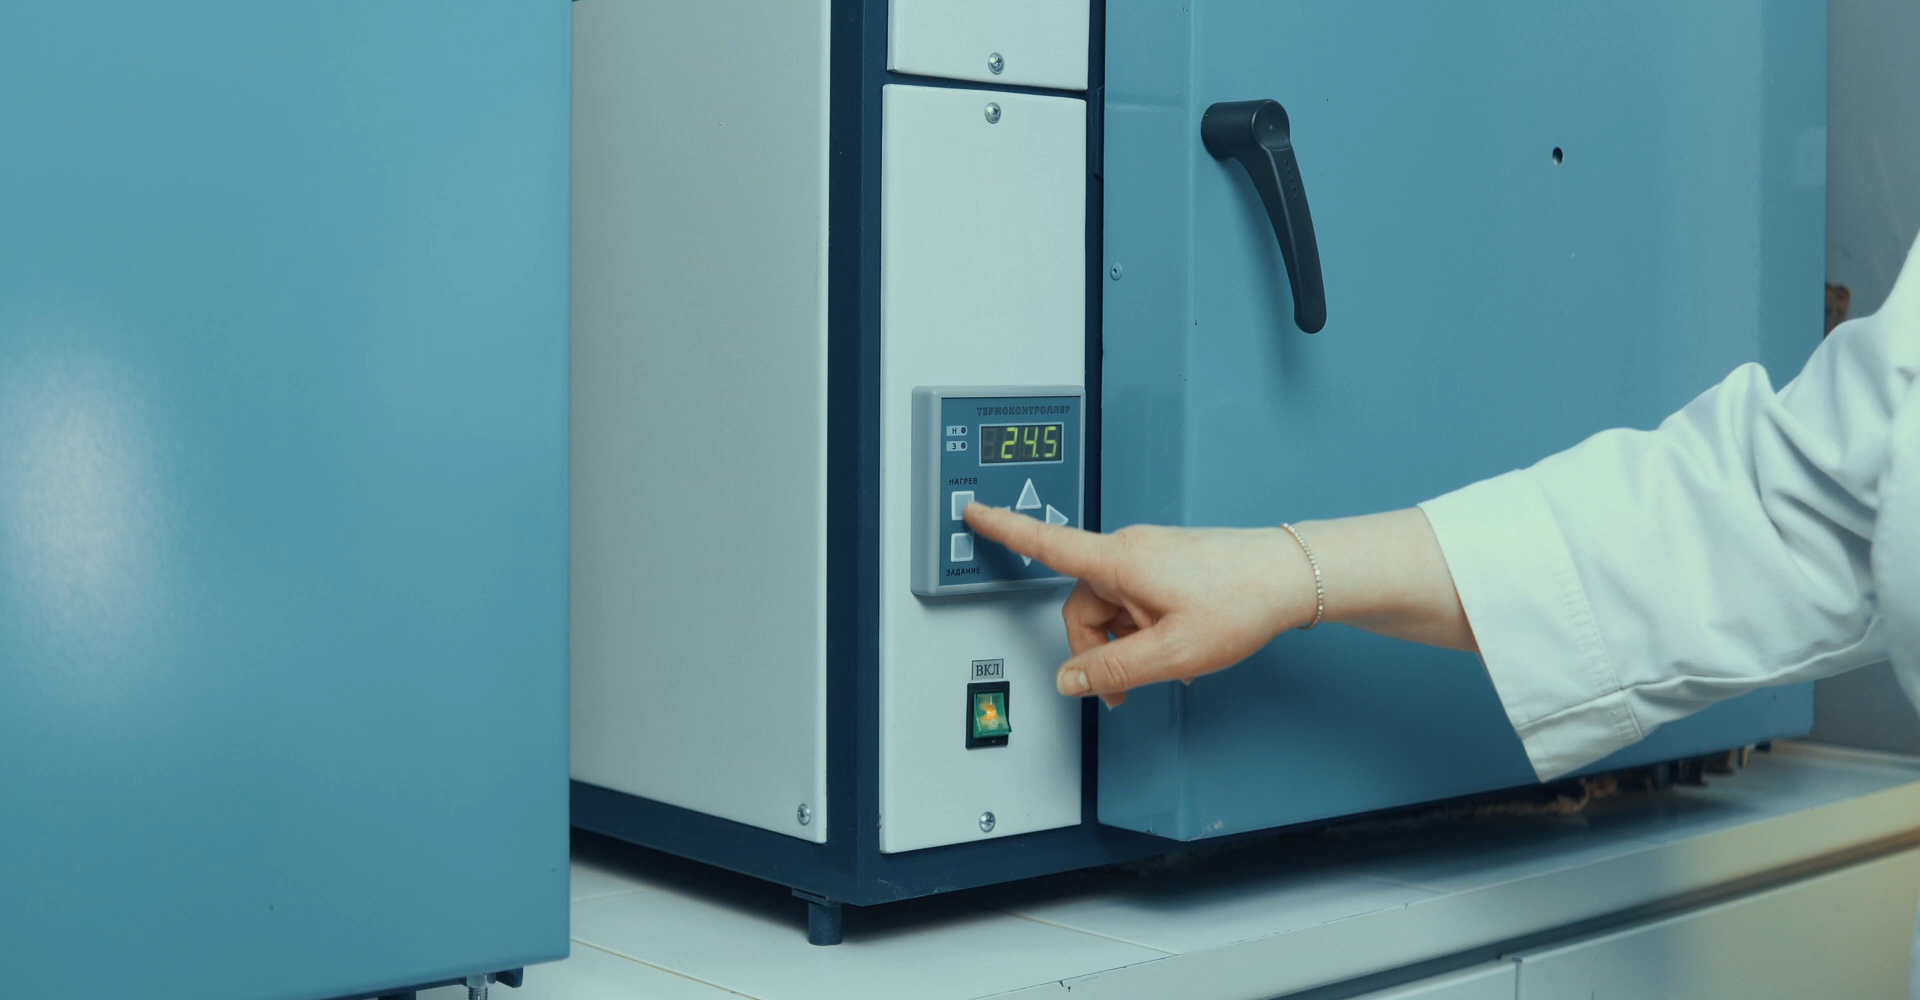 ТЕРМОКОНТРОЛЛЕР
Н
24.5
З
НАГРЕВ
ЗАДАНИЕ
ВКЛ